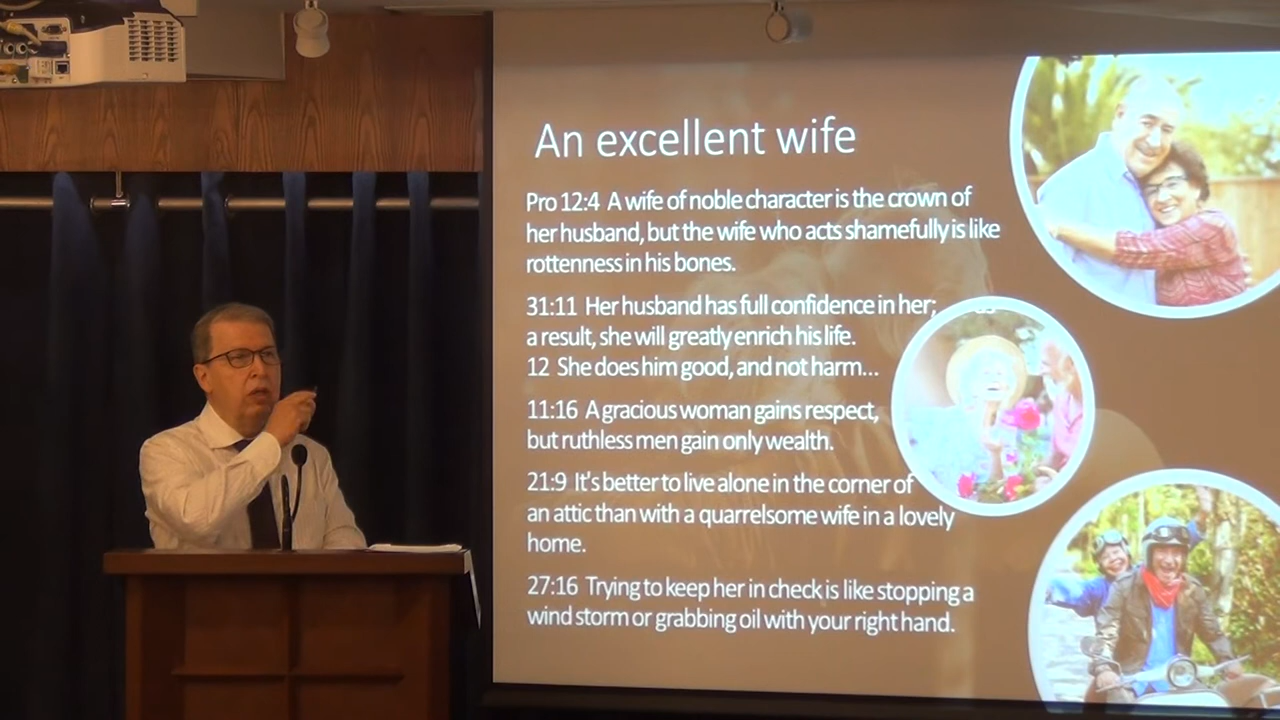 An excellent wife
Pro 12:4 A wife of noble character is the crown of
her husband, but the wife who acts shamefully is like
rottenness in his bones.
31:11 Her husband has full confidence in her;
a result, she will greatly enrich his life.
12 She does him good, and not harm...
11:16 A gracious woman gains respect,
but ruthless men gain only wealth.
21:9 It's better to live alone in the corner of
an attic than with a quarrelsome wife in a lovely
home.
27:16 Trying to keep her in check is like stopping a
wind storm or grabbing oil with your right hand.